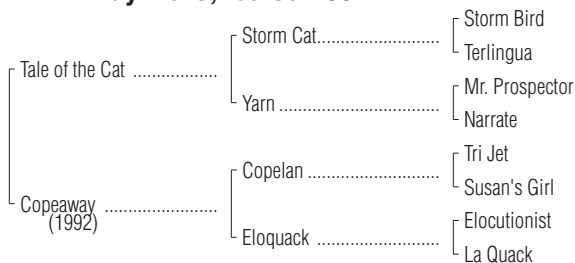 Storm Bird
Storm Cat........................................
Terlingua
Tale of the Cat .................
Mr. Prospector
Yarn .....................................
Narrate
Tri Jet
Copelan ..............................
Susan's Girl
Copeaway .......................
(1992)
Elocutionist
Eloquack ............................
La Quack